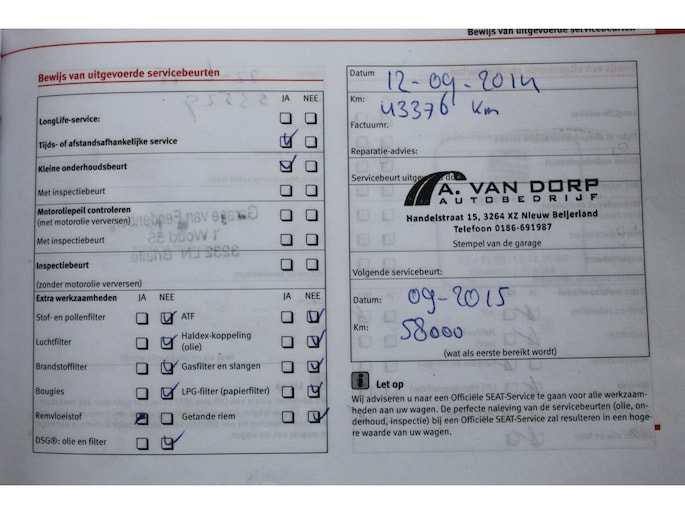 Bewijs van uitgevoerde servicebeurten
Bewijs van uitgevoerde servicebeurten
JA NEE
LongLife-service:
Tijds- of afstandsafhankelijke service
Kleine onderhoudsbeurt
Met inspectiebeurt
Motoroliepeil controleren
(met motorolie verversen)
Met inspectiebeurt
Inspectiebeurt
(zonder motorolie verversen)
Extra werkzaamheden JA NEE JA NEE
Stof- en pollenfilter ATF
Luchtfilter Haldex-koppeling
(olie)
Brandstoffilter Gasfilter en slangen
Bougies LPG-filter (papierfilter)
Remvloeistof Getande riem
DSG®: olie en filter
Datum 12-09-2014
Km: 43376 km
Factuurnr.
Reparatie-advies:
Servicebeurt uitgevoerd door
A. VAN DORP
AUTOBEDRIJF
Handelstraat 15, 3264 XZ Nieuw Beijerland
Telefoon 0186-691987
Stempel van de garage
Volgende servicebeurt:
Datum: 09-2015
Km: 58000
(wat als eerste bereikt wordt)
i Let op
Wij adviseren u naar een Officiële SEAT-Service te gaan voor alle werkzaam-
heden aan uw wagen. De perfecte naleving van de servicebeurten (olie, on-
derhoud, inspectie) bij een Officiële SEAT-Service zal resulteren in een hoge-
re waarde van uw wagen.